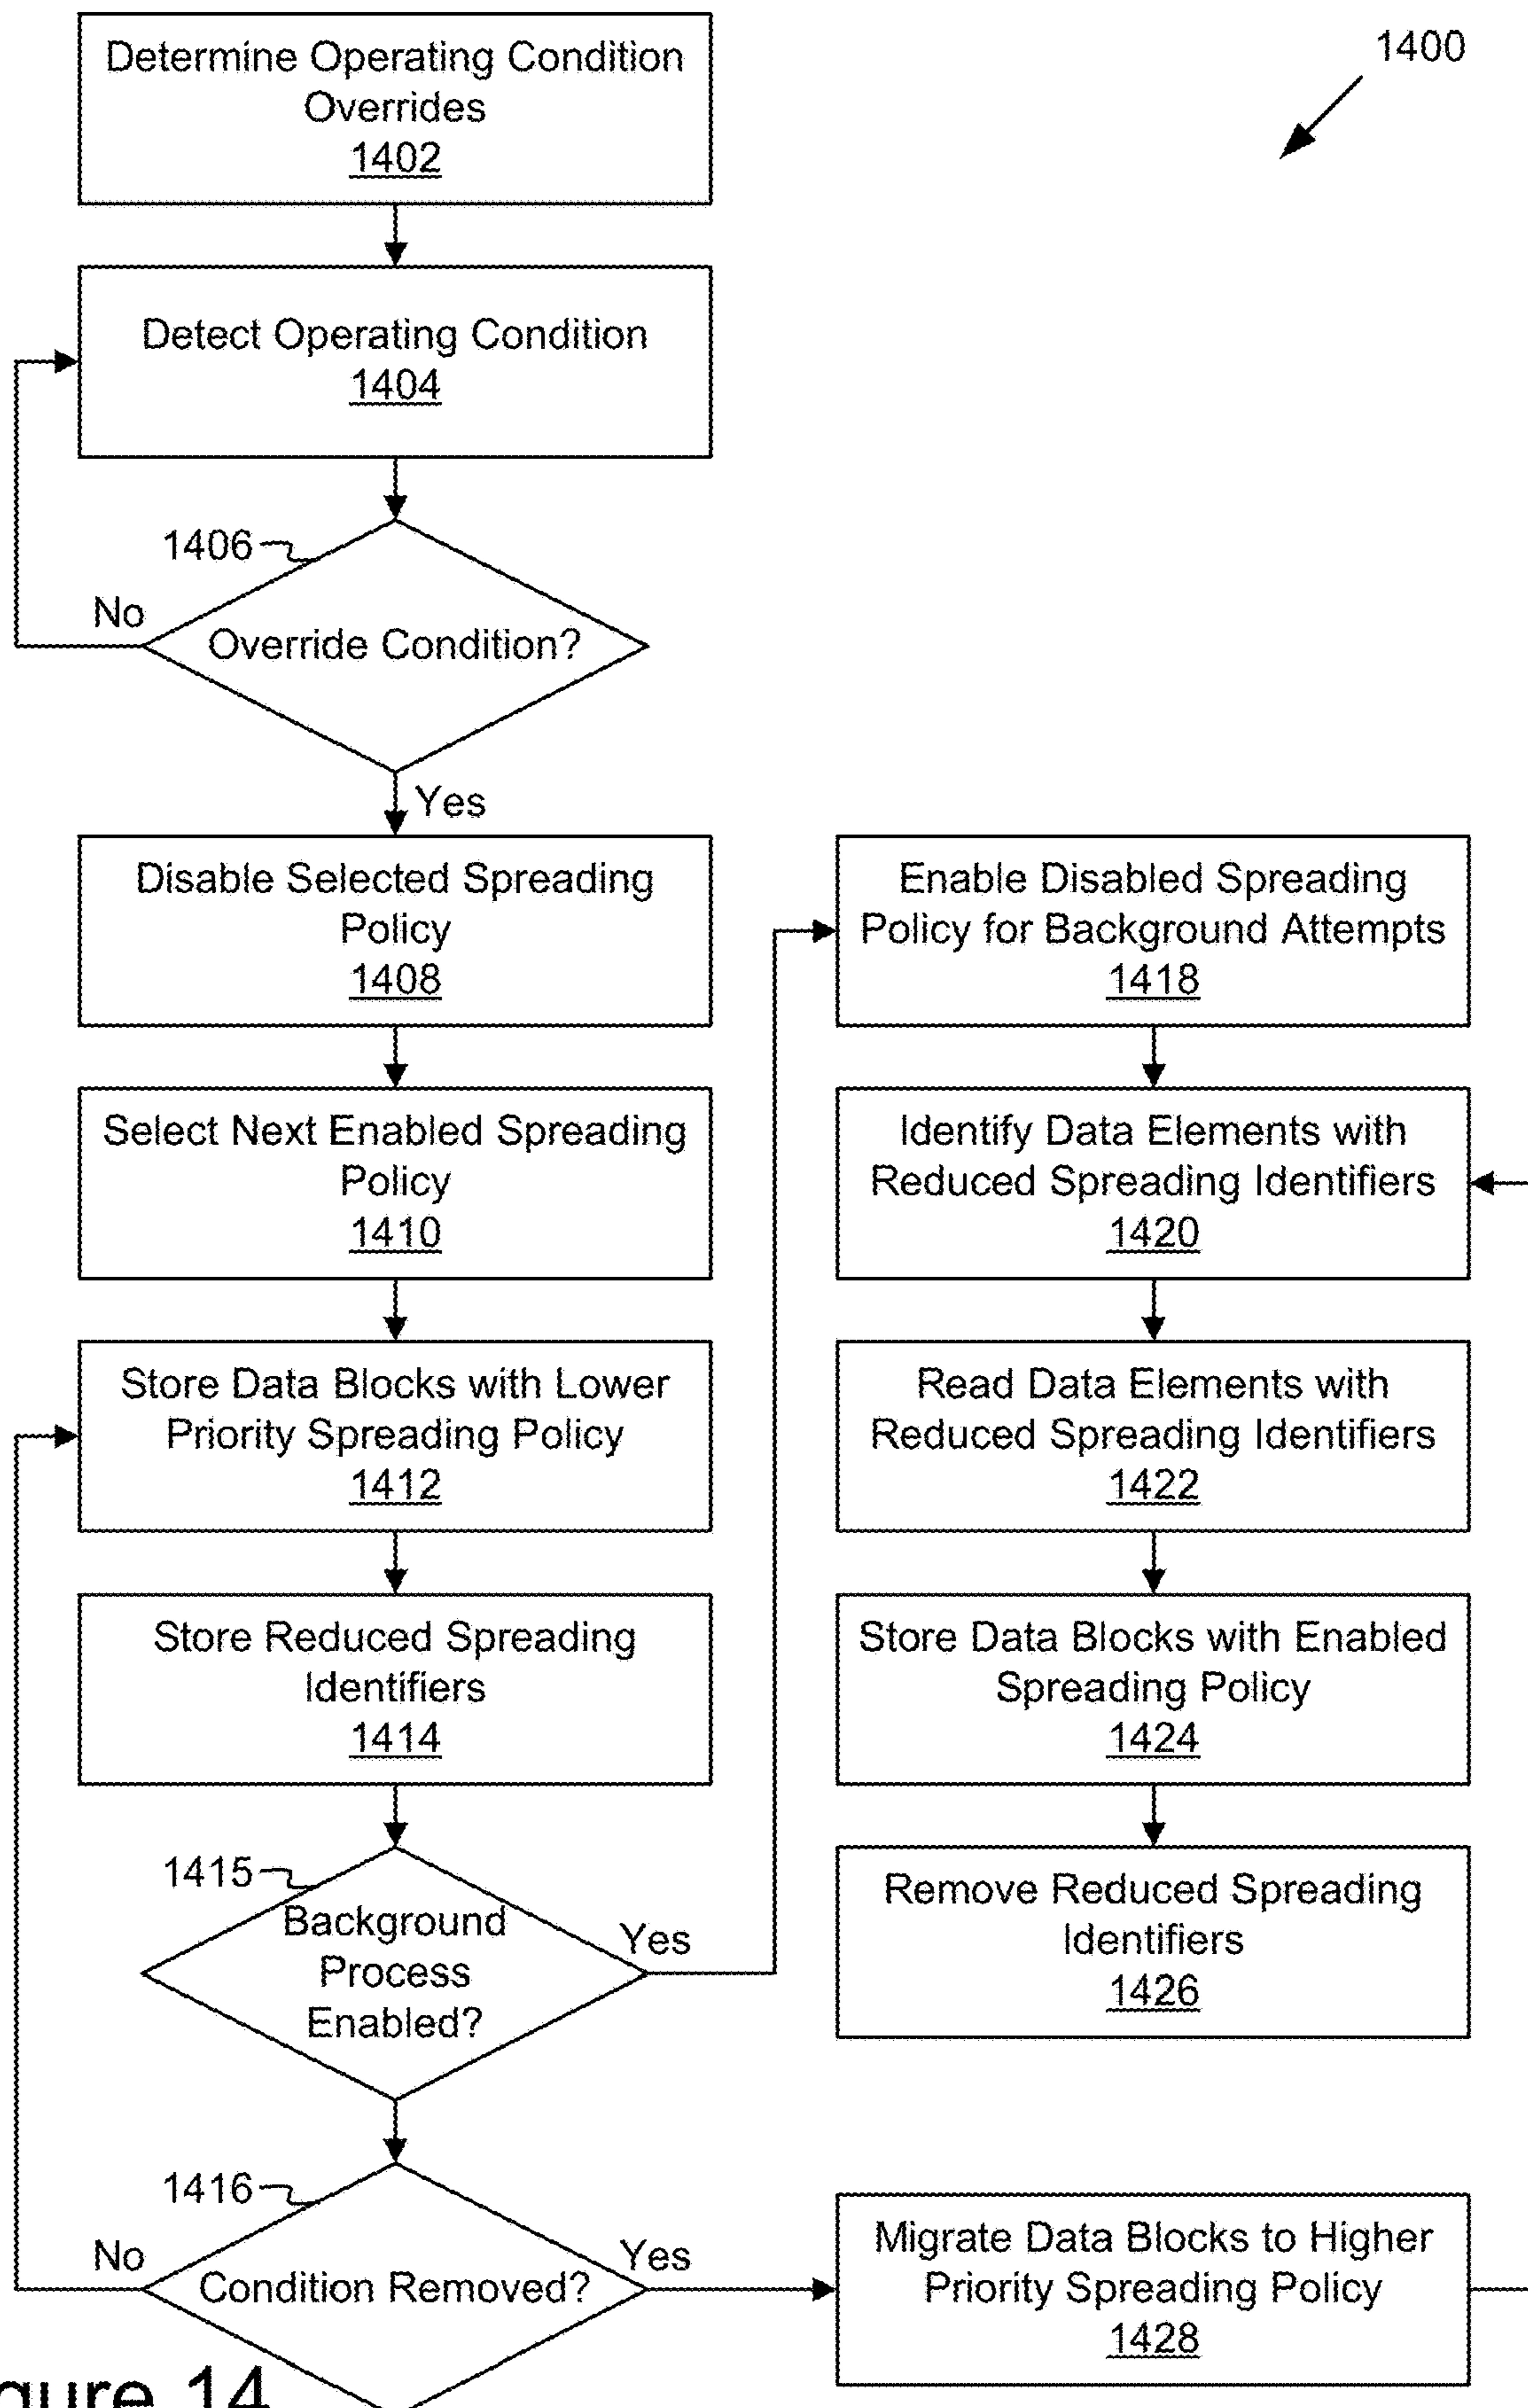 1400
Determine Operating Condition
Overrides
1402
Detect Operating Condition
1404
1406
No
Override Condition?
Yes
Disable Selected Spreading
Policy
1408
Select Next Enabled Spreading
Policy
1410
Store Data Blocks with Lower
Priority Spreading Policy
1412
Store Reduced Spreading
Identifiers
1414
1415
Background
Process
Enabled?
Yes
1416
No
Condition Removed?
Yes
Enable Disabled Spreading
Policy for Background Attempts
1418
Identify Data Elements with
Reduced Spreading Identifiers
1420
Read Data Elements with
Reduced Spreading Identifiers
1422
Store Data Blocks with Enabled
Spreading Policy
1424
Remove Reduced Spreading
Identifiers
1426
Migrate Data Blocks to Higher
Priority Spreading Policy
1428
gure 14